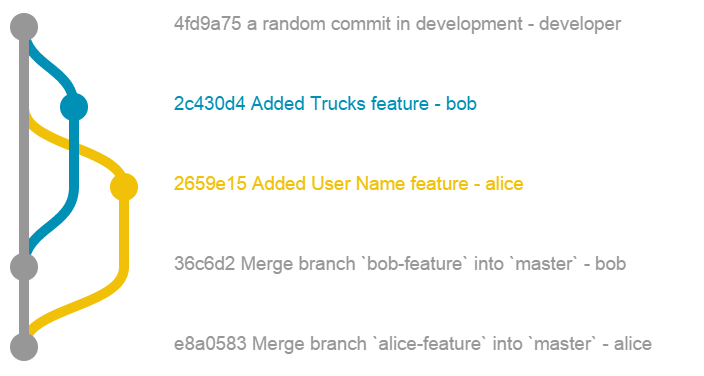 4fd9a75 a random commit in development - developer
2c430d4 Added Trucks feature - bob
2659e15 Added User Name feature - alice
36c6d2 Merge branch `bob-feature` into `master` - bob
e8a0583 Merge branch `alice-feature` into `master` - alice